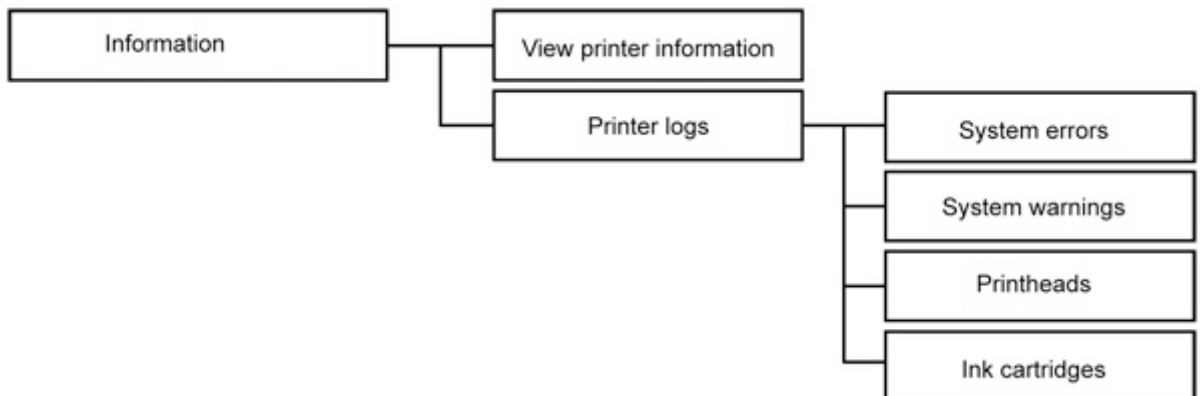 Information
View printer information
Printer logs
System errors
System warnings
Printheads
Ink cartridges